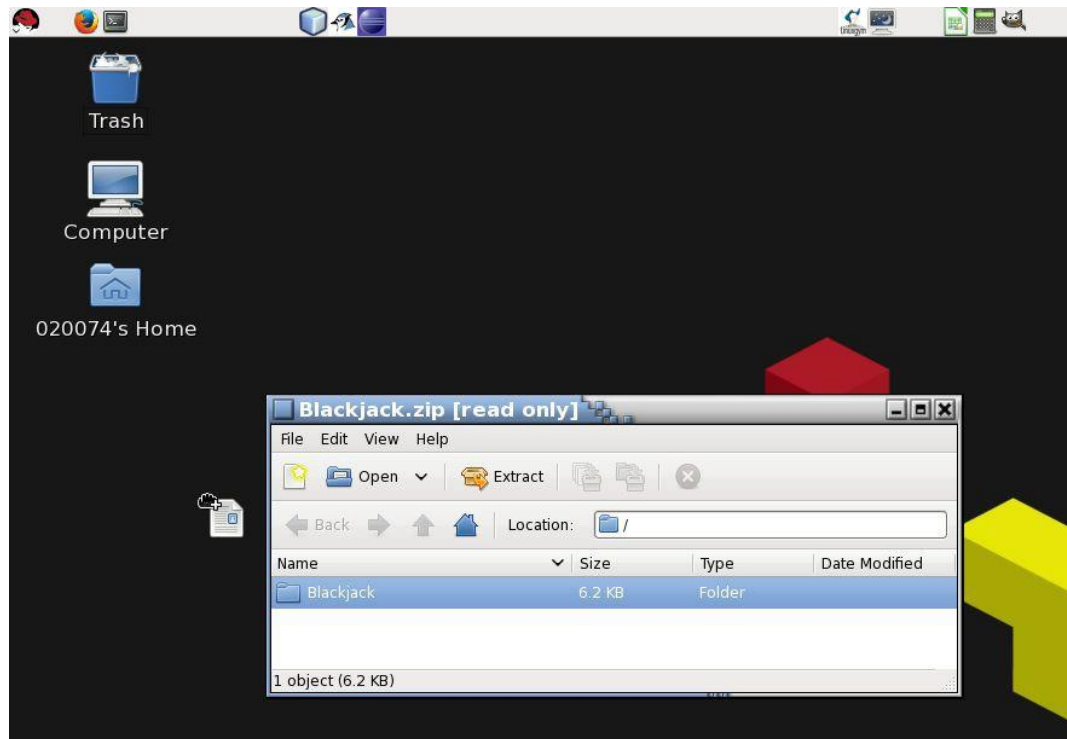 Trash
Computer
020074's Home
Blackjack.zip [read only]
File Edit View Help
Open Extract
Back Location: /
Name Size Type Date Modified
Blackjack 6.2 KB Folder
1 object (6.2 KB)